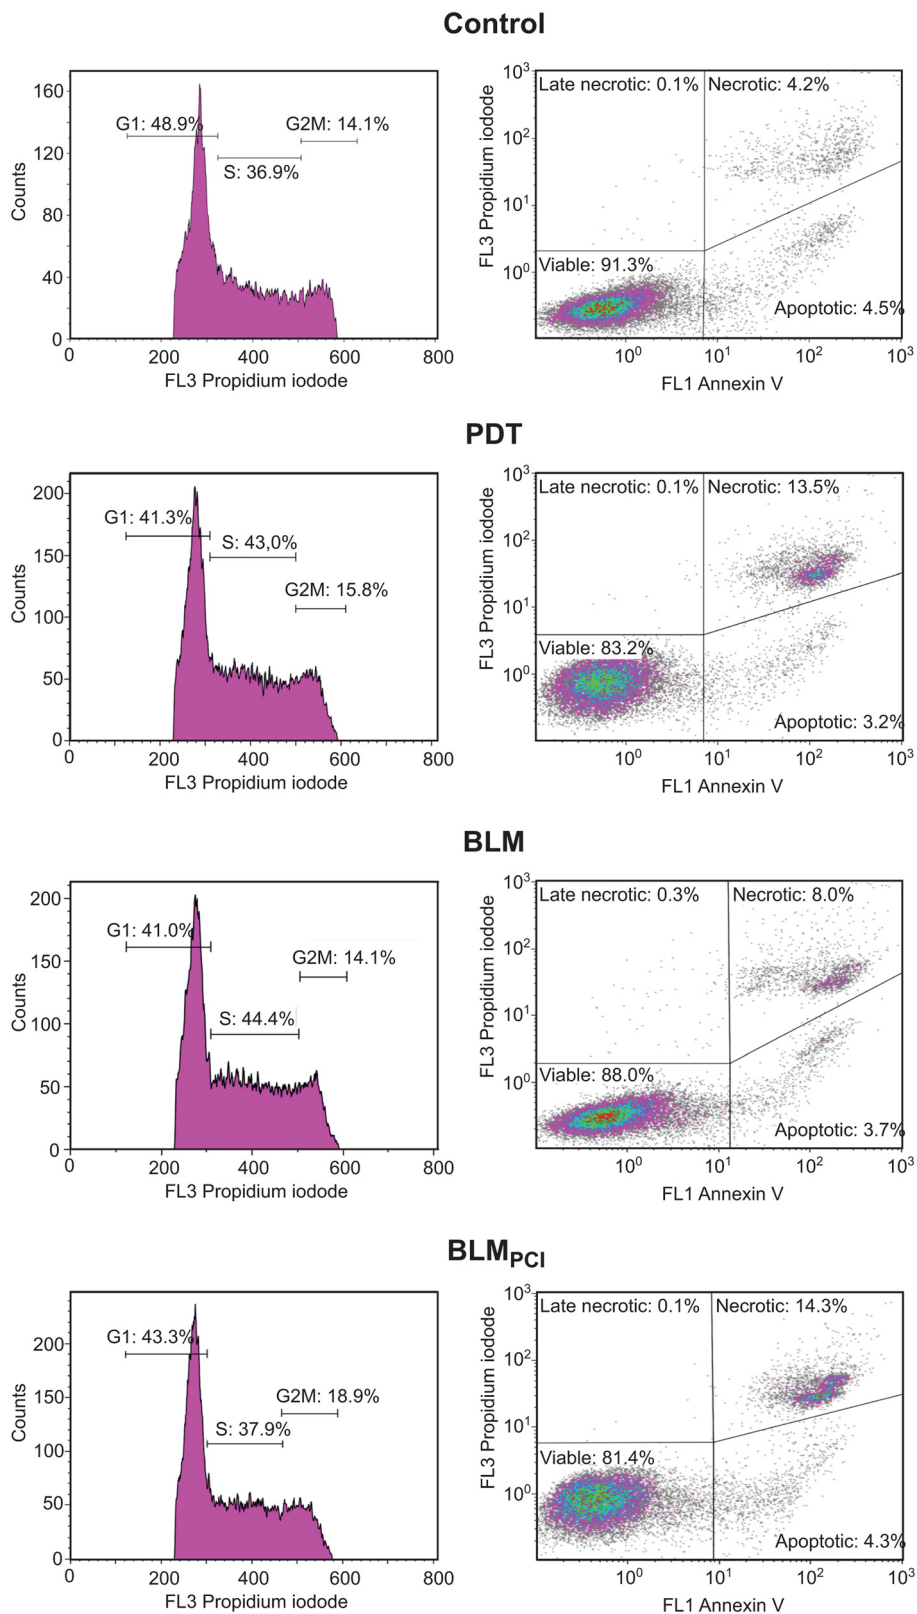 Control
160
120
80
40
0
Counts
G1: 48.9%
S: 36.9%
G2M: 14.1%
0 200 400 600 800
FL3 Propidium iodode
10³
10²
10¹
10⁰
FL3 Propidium iodode
Late necrotic: 0.1%
Necrotic: 4.2%
Viable: 91.3%
Apoptotic: 4.5%
10⁰ 10¹ 10² 10³
FL1 Annexin V
PDT
200
150
100
50
0
Counts
G1: 41.3%
S: 43,0%
G2M: 15.8%
0 200 400 600 800
FL3 Propidium iodode
10³
10²
10¹
10⁰
FL3 Propidium iodode
Late necrotic: 0.1%
Necrotic: 13.5%
Viable: 83.2%
Apoptotic: 3.2%
10⁰ 10¹ 10² 10³
FL1 Annexin V
BLM
200
150
100
50
0
Counts
G1: 41.0%
G2M: 14.1%
S: 44.4%
0 200 400 600 800
FL3 Propidium iodode
10³
10²
10¹
10⁰
FL3 Propidium iodode
Late necrotic: 0.3%
Necrotic: 8.0%
Viable: 88.0%
Apoptotic: 3.7%
10⁰ 10¹ 10² 10³
FL1 Annexin V
BLM PCI
200
150
100
50
0
Counts
G1: 43.3%
G2M: 18.9%
S: 37.9%
0 200 400 600 800
FL3 Propidium iodode
10³
10²
10¹
10⁰
FL3 Propidium iodode
Late necrotic: 0.1%
Necrotic: 14.3%
Viable: 81.4%
Apoptotic: 4.3%
10⁰ 10¹ 10² 10³
FL1 Annexin V